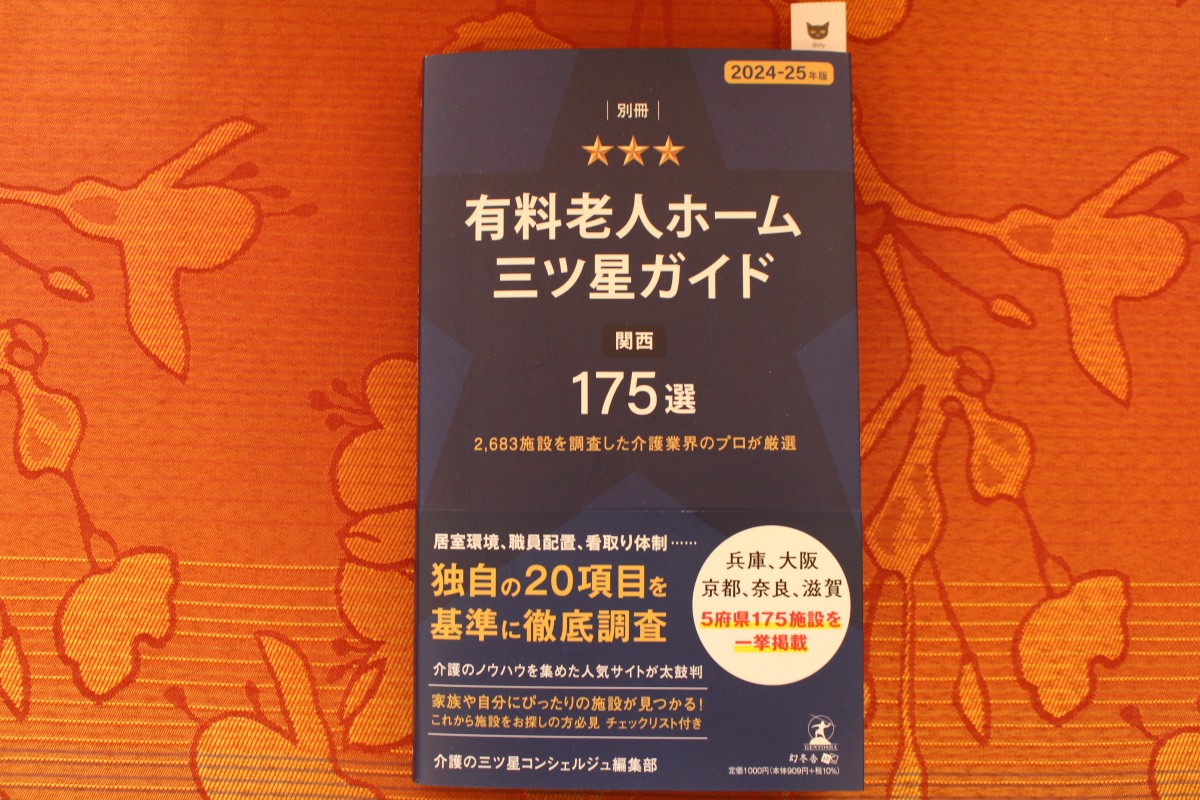 Billy
2024-25年版
別冊
有料老人ホーム
三ツ星ガイド
関西
175選
2,683施設を調査した介護業界のプロが厳選
居室環境、職員配置、看取り体制……
独自の20項目を
基準に徹底調査
兵庫、大阪
京都、奈良、滋賀
5府県175施設を
一挙掲載
介護のノウハウを集めた人気サイトが太鼓判
家族や自分にぴったりの施設が見つかる!
これから施設をお探しの方必見 チェックリスト付き
介護の三ツ星コンシェルジュ編集部
GENTOSHA
幻冬舎
定価1000円(本体909円+税10%)